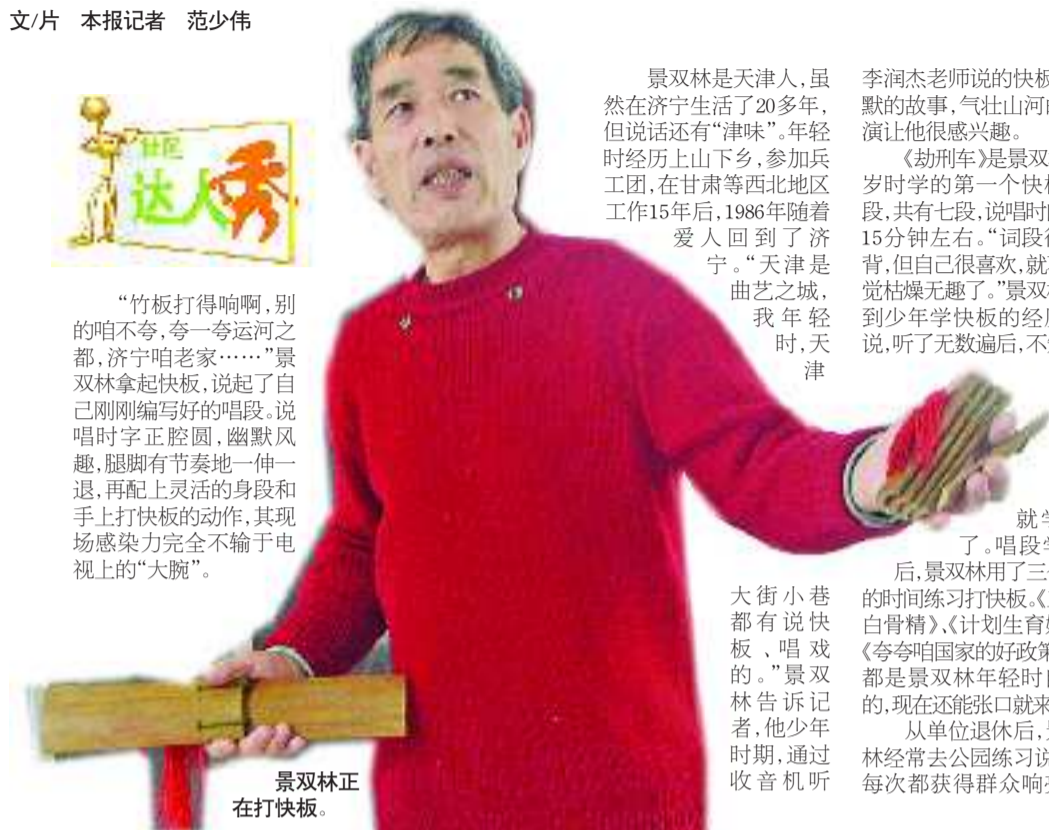 文/片　本报记者　范少伟
社区
达人秀
“竹板打得响啊，别
的咱不夸，夸一夸运河之
都，济宁咱老家……”景
双林拿起快板，说起了自
己刚刚编写好的唱段。说
唱时字正腔圆，幽默风
趣，腿脚有节奏地一伸一
退，再配上灵活的身段和
手上打快板的动作，其现
场感染力完全不输于电
视上的“大腕”。
景双林正
在打快板。
景双林是天津人，虽
然在济宁生活了20多年，
但说话还有“津味”。年轻
时经历上山下乡，参加兵
工团，在甘肃等西北地区
工作15年后，1986年随着
爱人回到了济
宁。“天津是
曲艺之城，
我年轻
时，天
津
大街小巷
都有说快
板、唱戏
的。”景双
林告诉记
者，他少年
时期，通过
收音机听
李润杰老师说的快板
默的故事，气壮山河
演让他很感兴趣。
《劫刑车》是景双
岁时学的第一个快
段，共有七段，说唱时
15分钟左右。“词段
背，但自己很喜欢，就
觉枯燥无趣了。”景双
到少年学快板的经
说，听了无数遍后，不
就
了。唱段
后，景双林用了三
的时间练习打快板。《
白骨精》、《计划生育
《夸夸咱国家的好政策
都是景双林年轻时
的，现在还能张口就来
从单位退休后，
林经常去公园练习说
每次都获得群众响